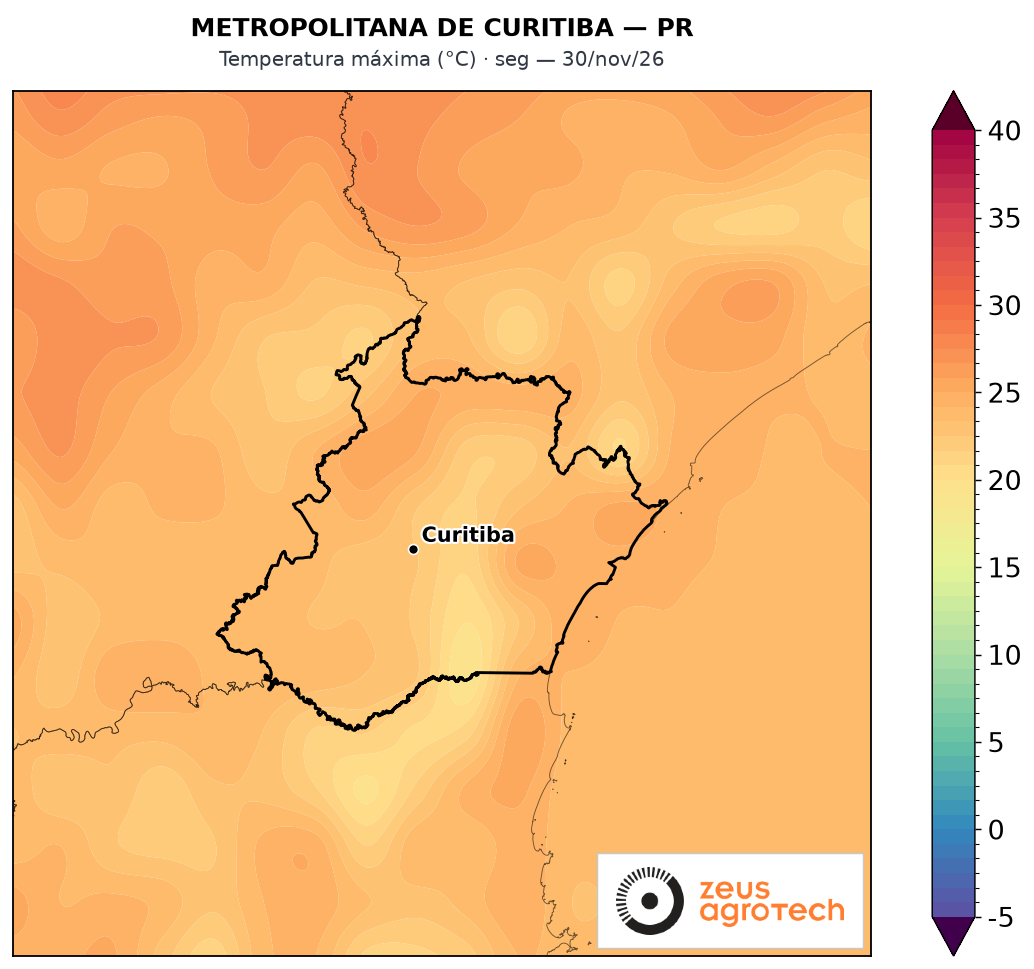 METROPOLITANA DE CURITIBA — PR
Temperatura máxima (°C) · seg — 30/nov/26
40
35
30
25
20
15
10
5
0
-5
Curitiba
zeus
agrotech